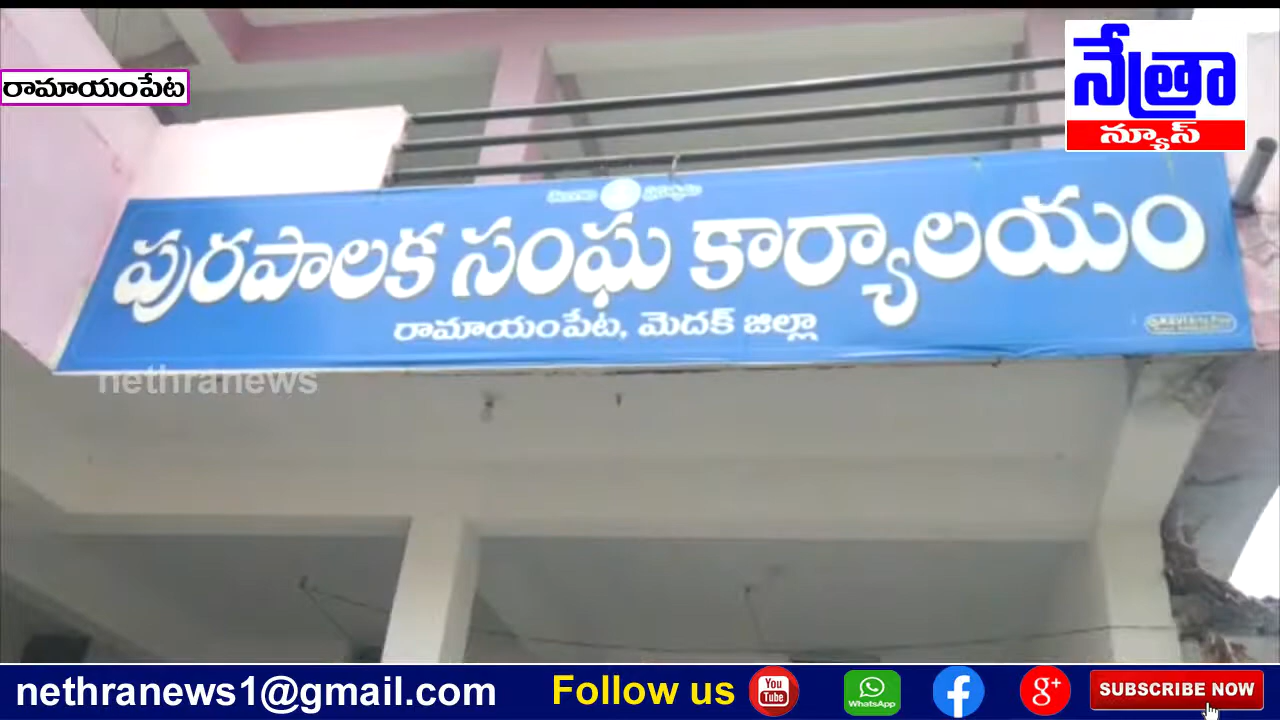 రామాయంపేట
నేత్రా
న్యూస్
పురపాలక సంఘ కార్యాలయం
రామాయంపేట, మెదక్ జిల్లా
nethranews
nethranews1@gmail.com Follow us You Tube WhatsApp f g+ SUBSCRIBE NOW